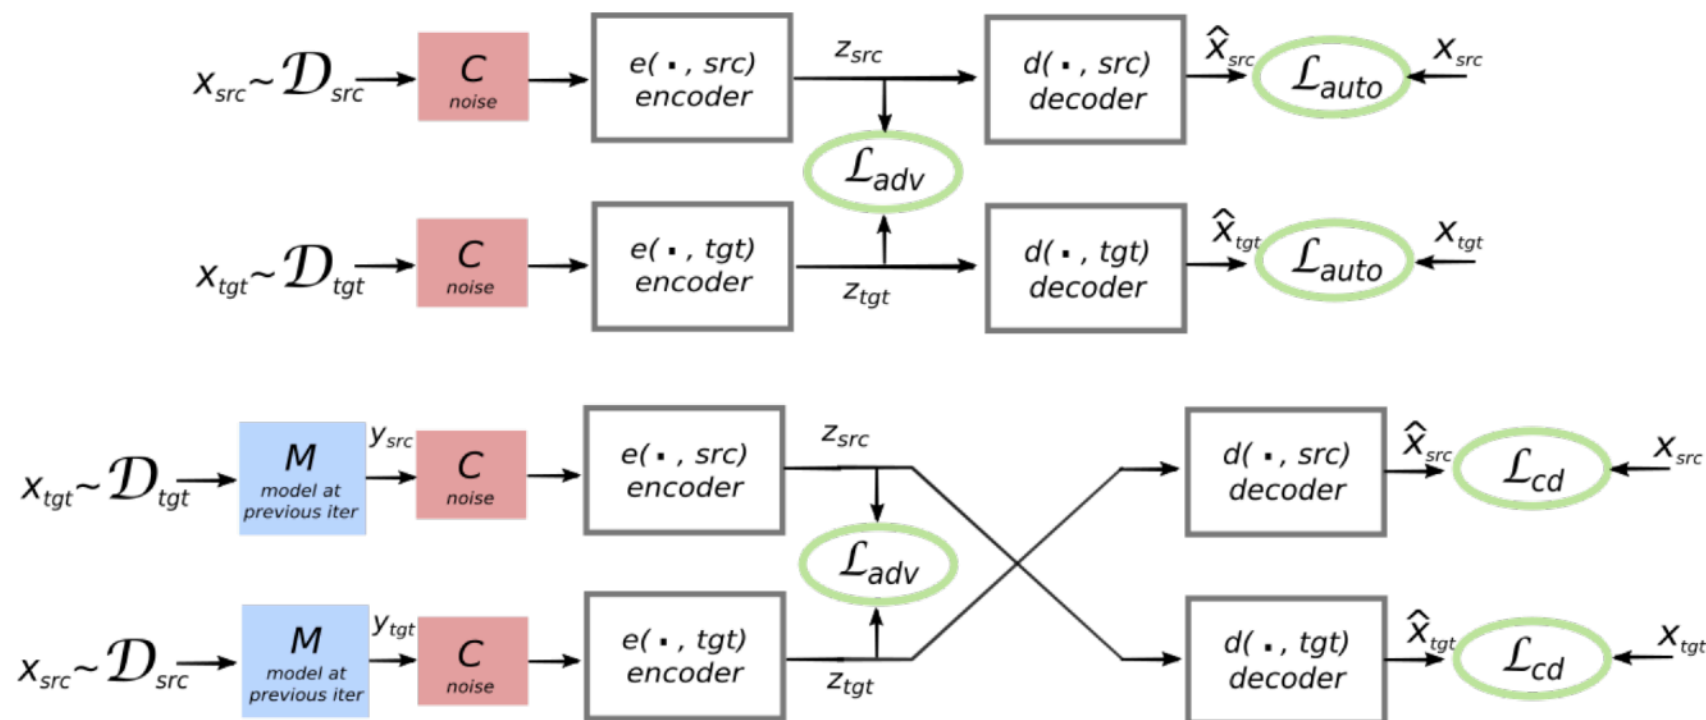 x_src ~ 𝒟_src
C
noise
e(·, src)
encoder
z_src
d(·, src)
decoder
x̂_src
ℒ_auto
x_src
ℒ_adv
x_tgt ~ 𝒟_tgt
C
noise
e(·, tgt)
encoder
z_tgt
d(·, tgt)
decoder
x̂_tgt
ℒ_auto
x_tgt
x_tgt ~ 𝒟_tgt
M
model at
previous iter
y_src
C
noise
e(·, src)
encoder
z_src
d(·, src)
decoder
x̂_src
ℒ_cd
x_src
ℒ_adv
x_src ~ 𝒟_src
M
model at
previous iter
y_tgt
C
noise
e(·, tgt)
encoder
z_tgt
d(·, tgt)
decoder
x̂_tgt
ℒ_cd
x_tgt